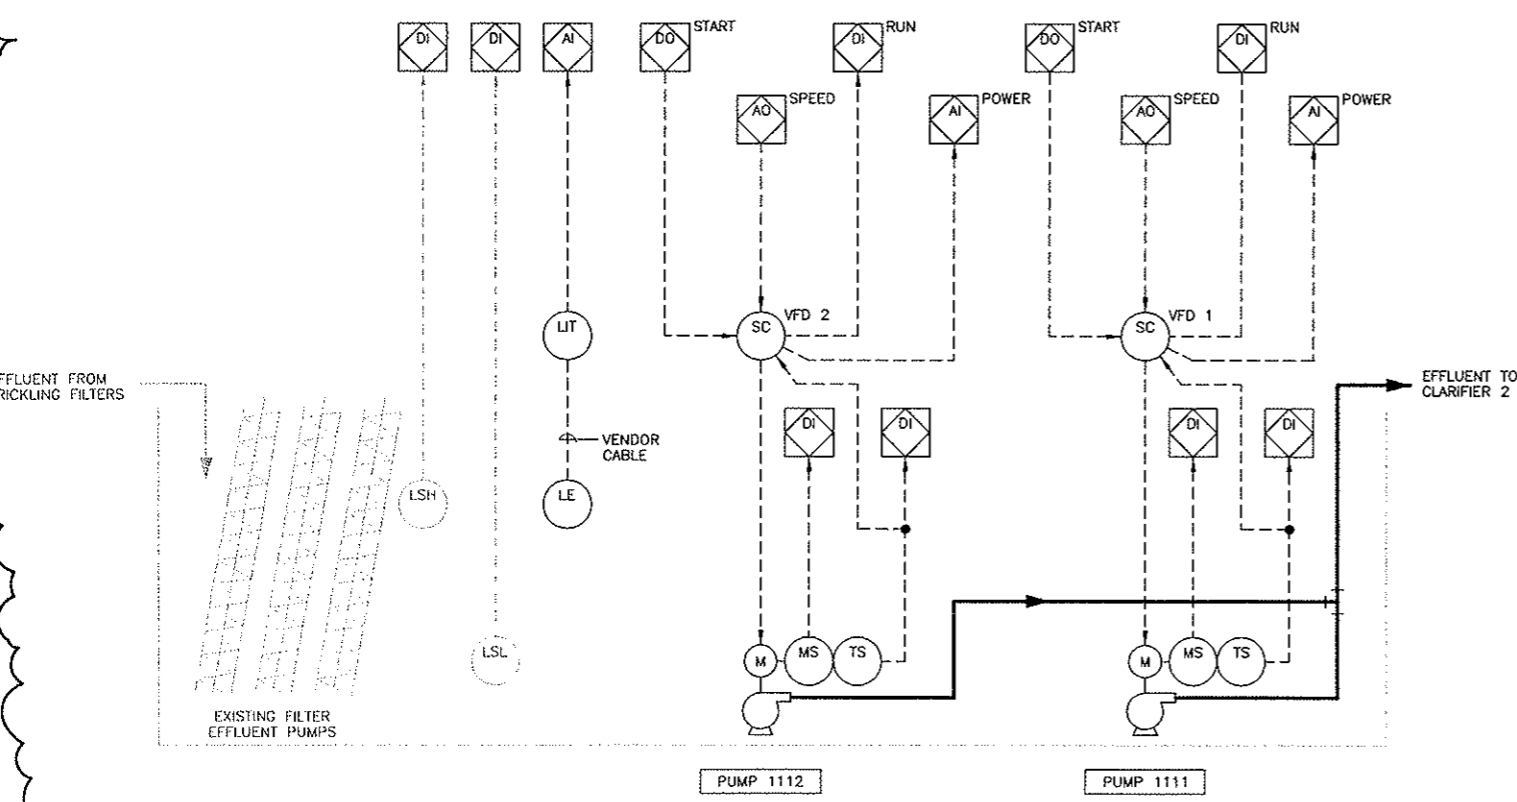 DI
DI
AI
DO
START
DI
RUN
DO
START
DI
RUN
AO
SPEED
AI
POWER
AO
SPEED
AI
POWER
LIT
SC
VFD 2
SC
VFD 1
FFLUENT FROM
RICKLING FILTERS
EFFLUENT TO
CLARIFIER 2
DI
DI
DI
DI
VENDOR
CABLE
LSH
LE
LSL
M
MS
TS
M
MS
TS
EXISTING FILTER
EFFLUENT PUMPS
PUMP 1112
PUMP 1111